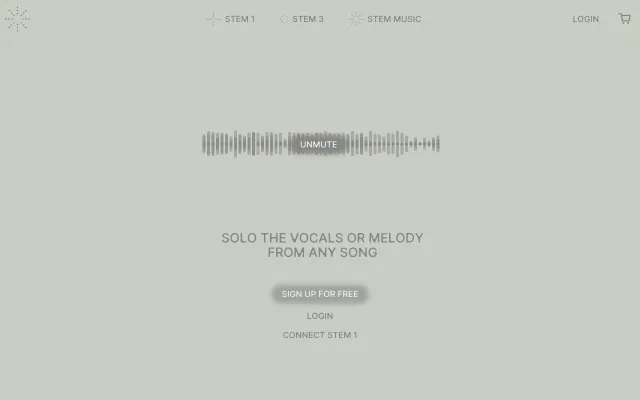 STEM 1
STEM 3
STEM MUSIC
LOGIN
UNMUTE
SOLO THE VOCALS OR MELODY
FROM ANY SONG
SIGN UP FOR FREE
LOGIN
CONNECT STEM 1